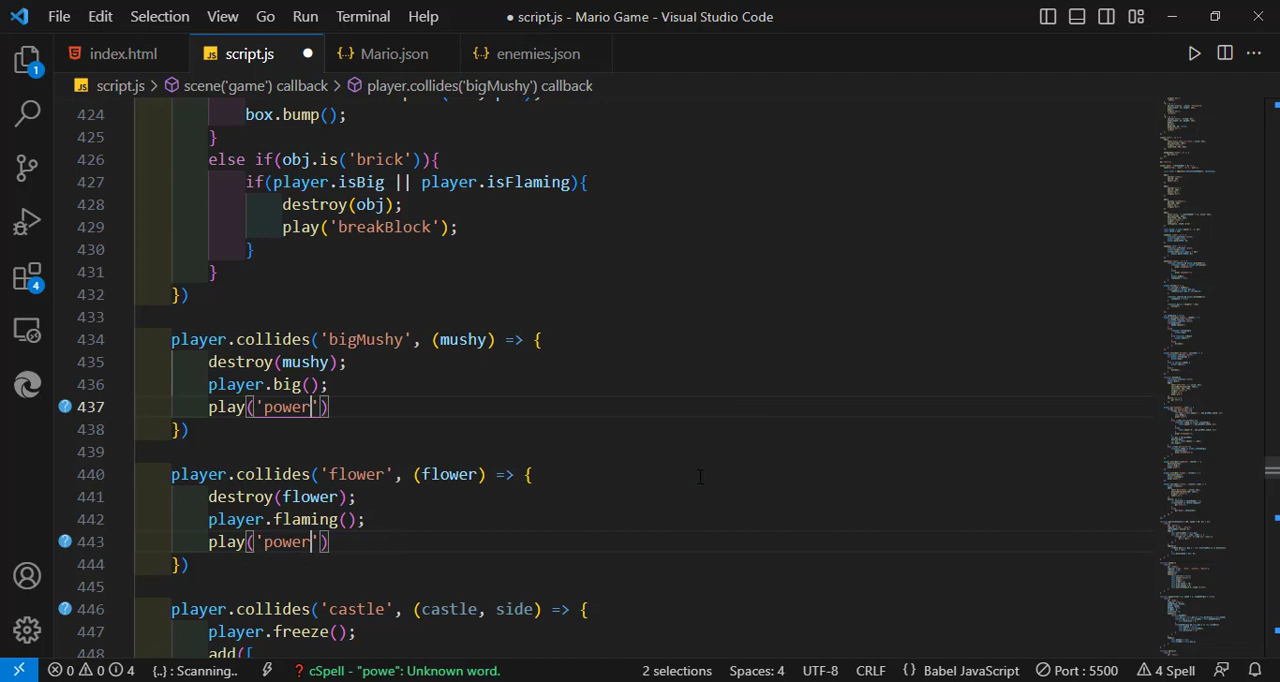 File Edit Selection View Go Run Terminal Help ● script.js - Mario Game - Visual Studio Code
index.html JS script.js ● {·} Mario.json {·} enemies.json
JS script.js > scene('game') callback > player.collides('bigMushy') callback
424 box.bump();
425 }
426 else if(obj.is('brick')){
427 if(player.isBig || player.isFlaming){
428 destroy(obj);
429 play('breakBlock');
430 }
431 }
432 })
433
434 player.collides('bigMushy', (mushy) => {
435 destroy(mushy);
436 player.big();
437 play('power')
438 })
439
440 player.collides('flower', (flower) => {
441 destroy(flower);
442 player.flaming();
443 play('power')
444 })
445
446 player.collides('castle', (castle, side) => {
447 player.freeze();
448 add([
1
4
0 0 4 {..} : Scanning.. ? cSpell - "powe": Unknown word. 2 selections Spaces: 4 UTF-8 CRLF {} Babel JavaScript Port : 5500 4 Spell